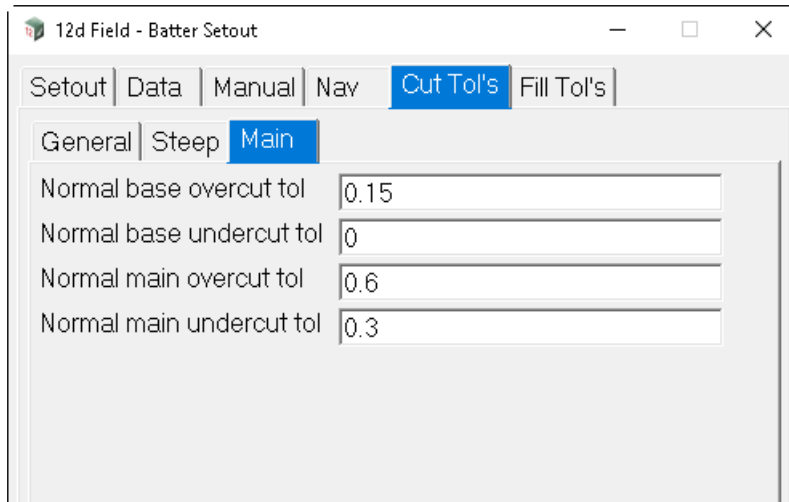 12d Field - Batter Setout
Setout Data Manual Nav Cut Tol's Fill Tol's
General Steep Main
Normal base overcut tol 0.15
Normal base undercut tol 0
Normal main overcut tol 0.6
Normal main undercut tol 0.3